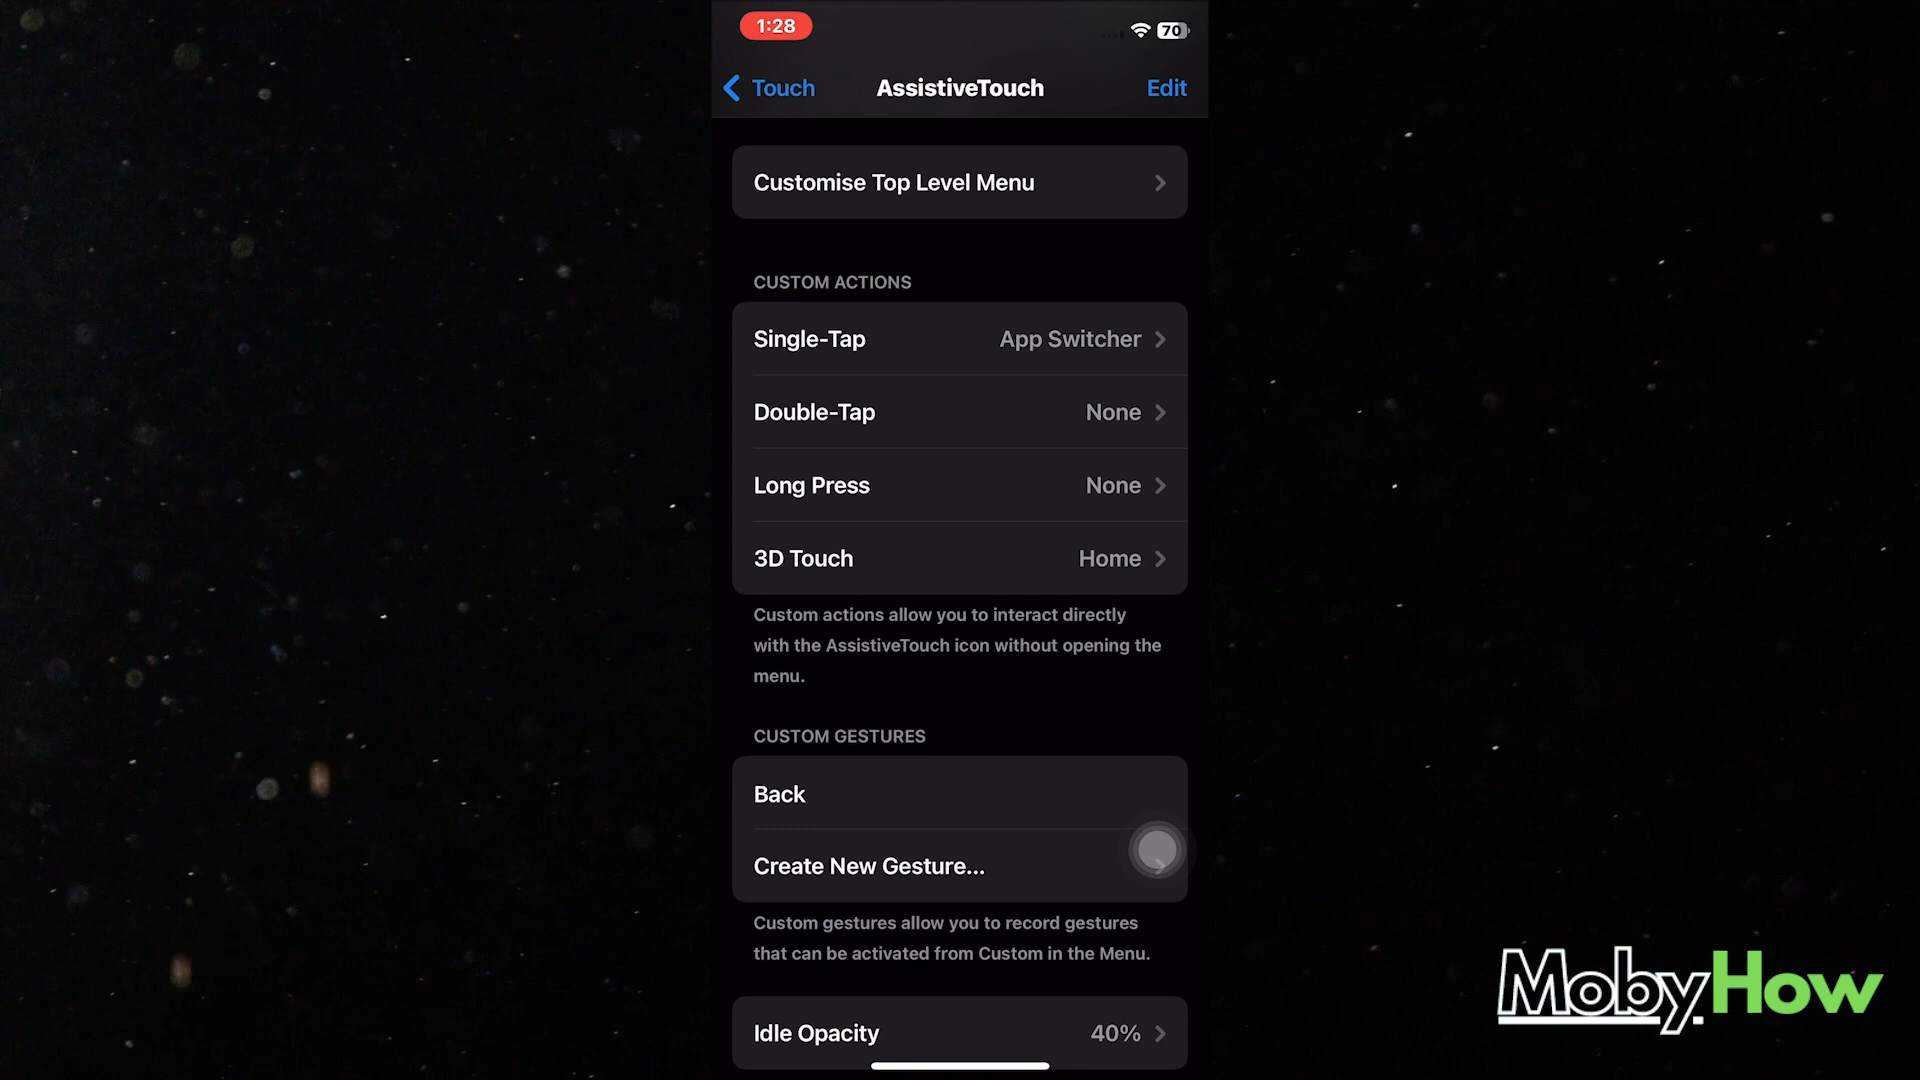 1:28
70
Touch
AssistiveTouch
Edit
Customise Top Level Menu
CUSTOM ACTIONS
Single-Tap App Switcher
Double-Tap None
Long Press None
3D Touch Home
Custom actions allow you to interact directly
with the AssistiveTouch icon without opening the
menu.
CUSTOM GESTURES
Back
Create New Gesture...
Custom gestures allow you to record gestures
that can be activated from Custom in the Menu.
Idle Opacity 40%
MobyHow